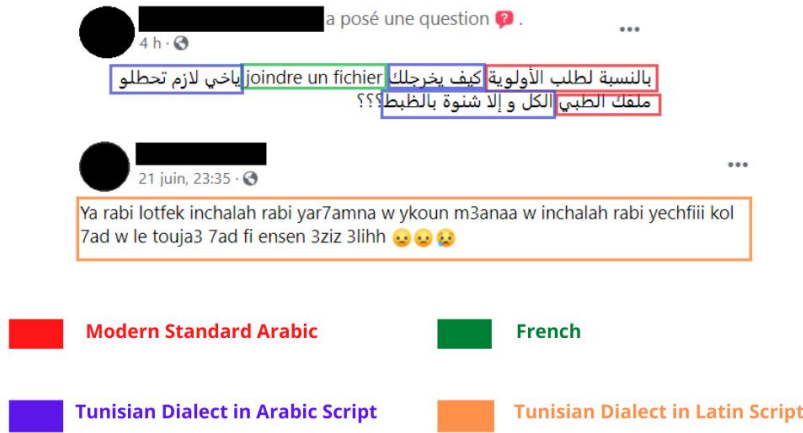 a posé une question ❓ .
4 h ·
بالنسبة لطلب الأولوية كيف يخرجلك joindre un fichier ياخي لازم تحطلو
ملفك الطبي الكل و إلا شنوة بالظبط؟؟؟
21 juin, 23:35 ·
Ya rabi lotfek inchalah rabi yar7amna w ykoun m3anaa w inchalah rabi yechfiii kol
7ad w le touja3 7ad fi ensen 3ziz 3lihh 😞😞😢
Modern Standard Arabic
French
Tunisian Dialect in Arabic Script
Tunisian Dialect in Latin Script